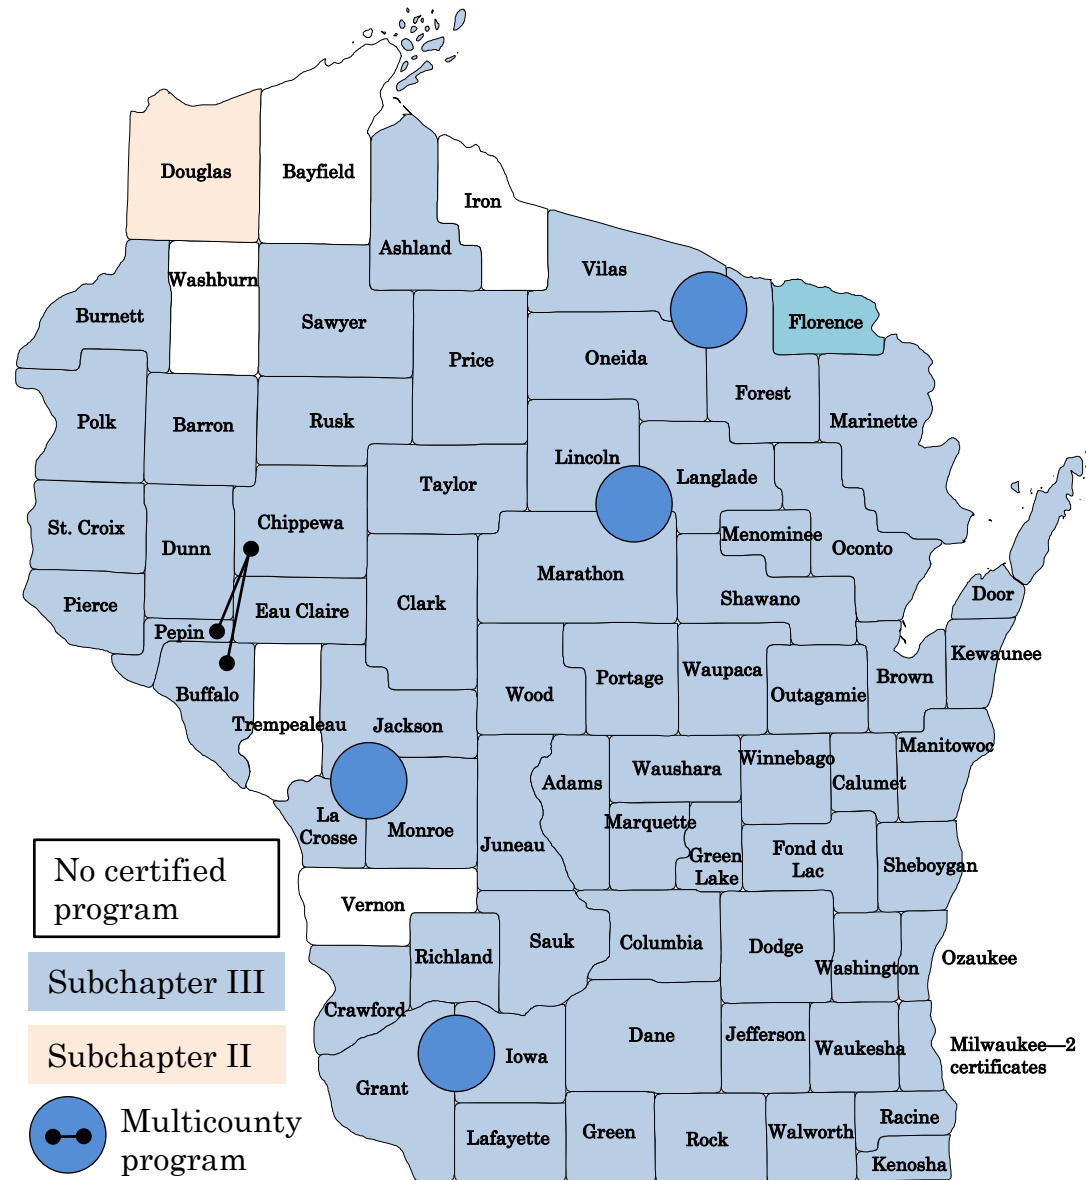 Douglas
Bayfield
Iron
Ashland
Vilas
Washburn
Burnett
Sawyer
Florence
Price
Oneida
Forest
Polk
Barron
Rusk
Marinette
Lincoln
Langlade
Taylor
St. Croix
Dunn
Chippewa
Menominee
Oconto
Marathon
Pierce
Eau Claire
Clark
Shawano
Door
Pepin
Kewaunee
Buffalo
Wood
Portage
Waupaca
Outagamie
Brown
Trempealeau
Jackson
Manitowoc
Adams
Waushara
Winnebago
Calumet
La
Crosse
Monroe
Juneau
Marquette
Green
Lake
Fond du
Lac
Sheboygan
No certified
program
Vernon
Richland
Sauk
Columbia
Dodge
Washington
Ozaukee
Subchapter III
Crawford
Subchapter II
Grant
Iowa
Dane
Jefferson
Waukesha
Milwaukee—2
certificates
Multicounty
program
Lafayette
Green
Rock
Walworth
Racine
Kenosha